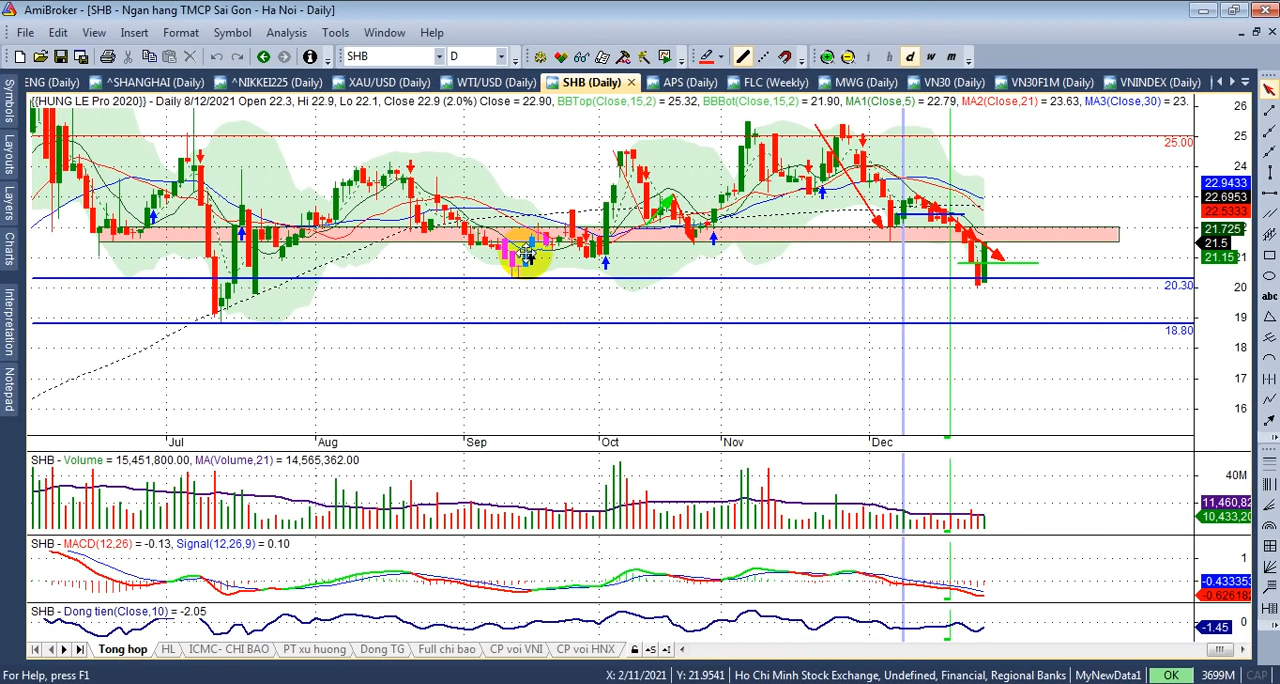 AmiBroker - [SHB - Ngan hang TMCP Sai Gon - Ha Noi - Daily]
File Edit View Insert Format Symbol Analysis Tools Window Help
SHB D i h d w m
ENG (Daily) ^SHANGHAI (Daily) ^NIKKEI225 (Daily) XAU/USD (Daily) WTI/USD (Daily) SHB (Daily) APS (Daily) FLC (Weekly) MWG (Daily) VN30 (Daily) VN30F1M (Daily) VNINDEX (Daily)
Symbols
Layouts
Layers
Charts
Interpretation
Notepad
{{HUNG LE Pro 2020}} - Daily 8/12/2021 Open 22.3, Hi 22.9, Lo 22.1, Close 22.9 (2.0%) Close = 22.90, BBTop(Close,15,2) = 25.32, BBBot(Close,15,2) = 21.90, MA1(Close,5) = 22.79, MA2(Close,21) = 23.63, MA3(Close,30) = 23.
26
25
25.00
24
22.9433
22.6953
22.5333
21.725
21.5
21.15
20.30
20
19
18.80
18
17
16
Jul Aug Sep Oct Nov Dec
SHB - Volume = 15,451,800.00, MA(Volume,21) = 14,565,362.00
40M
11,460,82
10,433,20
SHB - MACD(12,26) = -0.13, Signal(12,26,9) = 0.10
1
-0.433353
-0.626182
SHB - Dong tien(Close,10) = -2.05
0
-1.45
Tong hop HL ICMC- CHI BAO PT xu huong Dong TG Full chi bao CP voi VNI CP voi HNX
abc
For Help, press F1 X: 2/11/2021 Y: 21.9541 Ho Chi Minh Stock Exchange, Undefined, Financial, Regional Banks MyNewData1 OK 3699M CAP